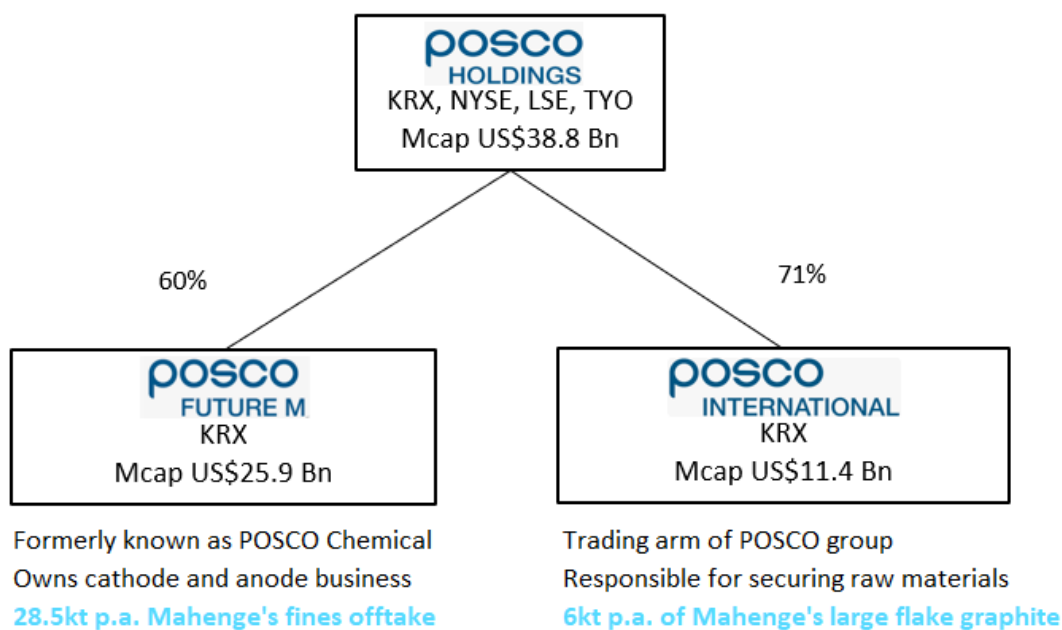 posco
HOLDINGS
KRX, NYSE, LSE, TYO
Mcap US$38.8 Bn
60%
71%
posco
FUTURE M
KRX
Mcap US$25.9 Bn
posco
INTERNATIONAL
KRX
Mcap US$11.4 Bn
Formerly known as POSCO Chemical
Owns cathode and anode business
28.5kt p.a. Mahenge's fines offtake
Trading arm of POSCO group
Responsible for securing raw materials
6kt p.a. of Mahenge's large flake graphite